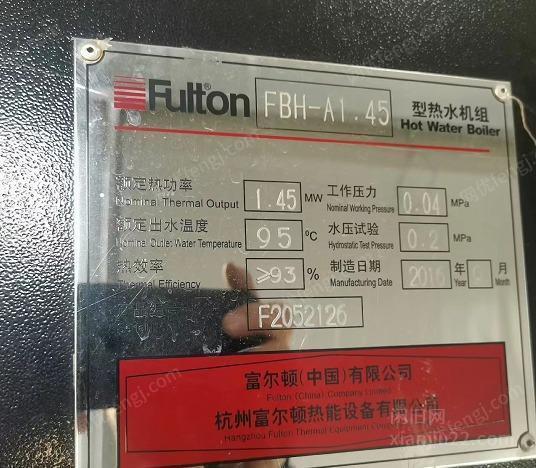 Fulton FBH-A1.45 型热水机组
Hot Water Boiler
额定热功率 1.45 MW 工作压力 0.04 MPa
Nominal Thermal Output Nominal Working Pressure
额定出水温度 95 ℃ 水压试验 0.2 MPa
Nominal Outlet Water Temperature Hydrostatic Test Pressure
热效率 >93 % 制造日期 2016 年 月
Thermal Efficiency Manufacturing Date Year Month
F2052126
富尔顿(中国)有限公司
Fulton (China) Company Limited
杭州富尔顿热能设备有限公司
Hangzhou Fulton Thermal Equipment